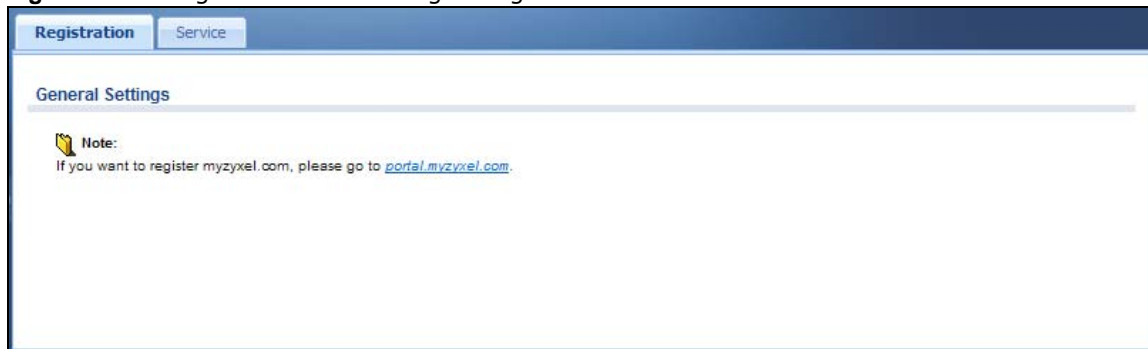 Registration
Service
General Settings
Note:
If you want to register myzyxel.com, please go to portal.myzyxel.com.